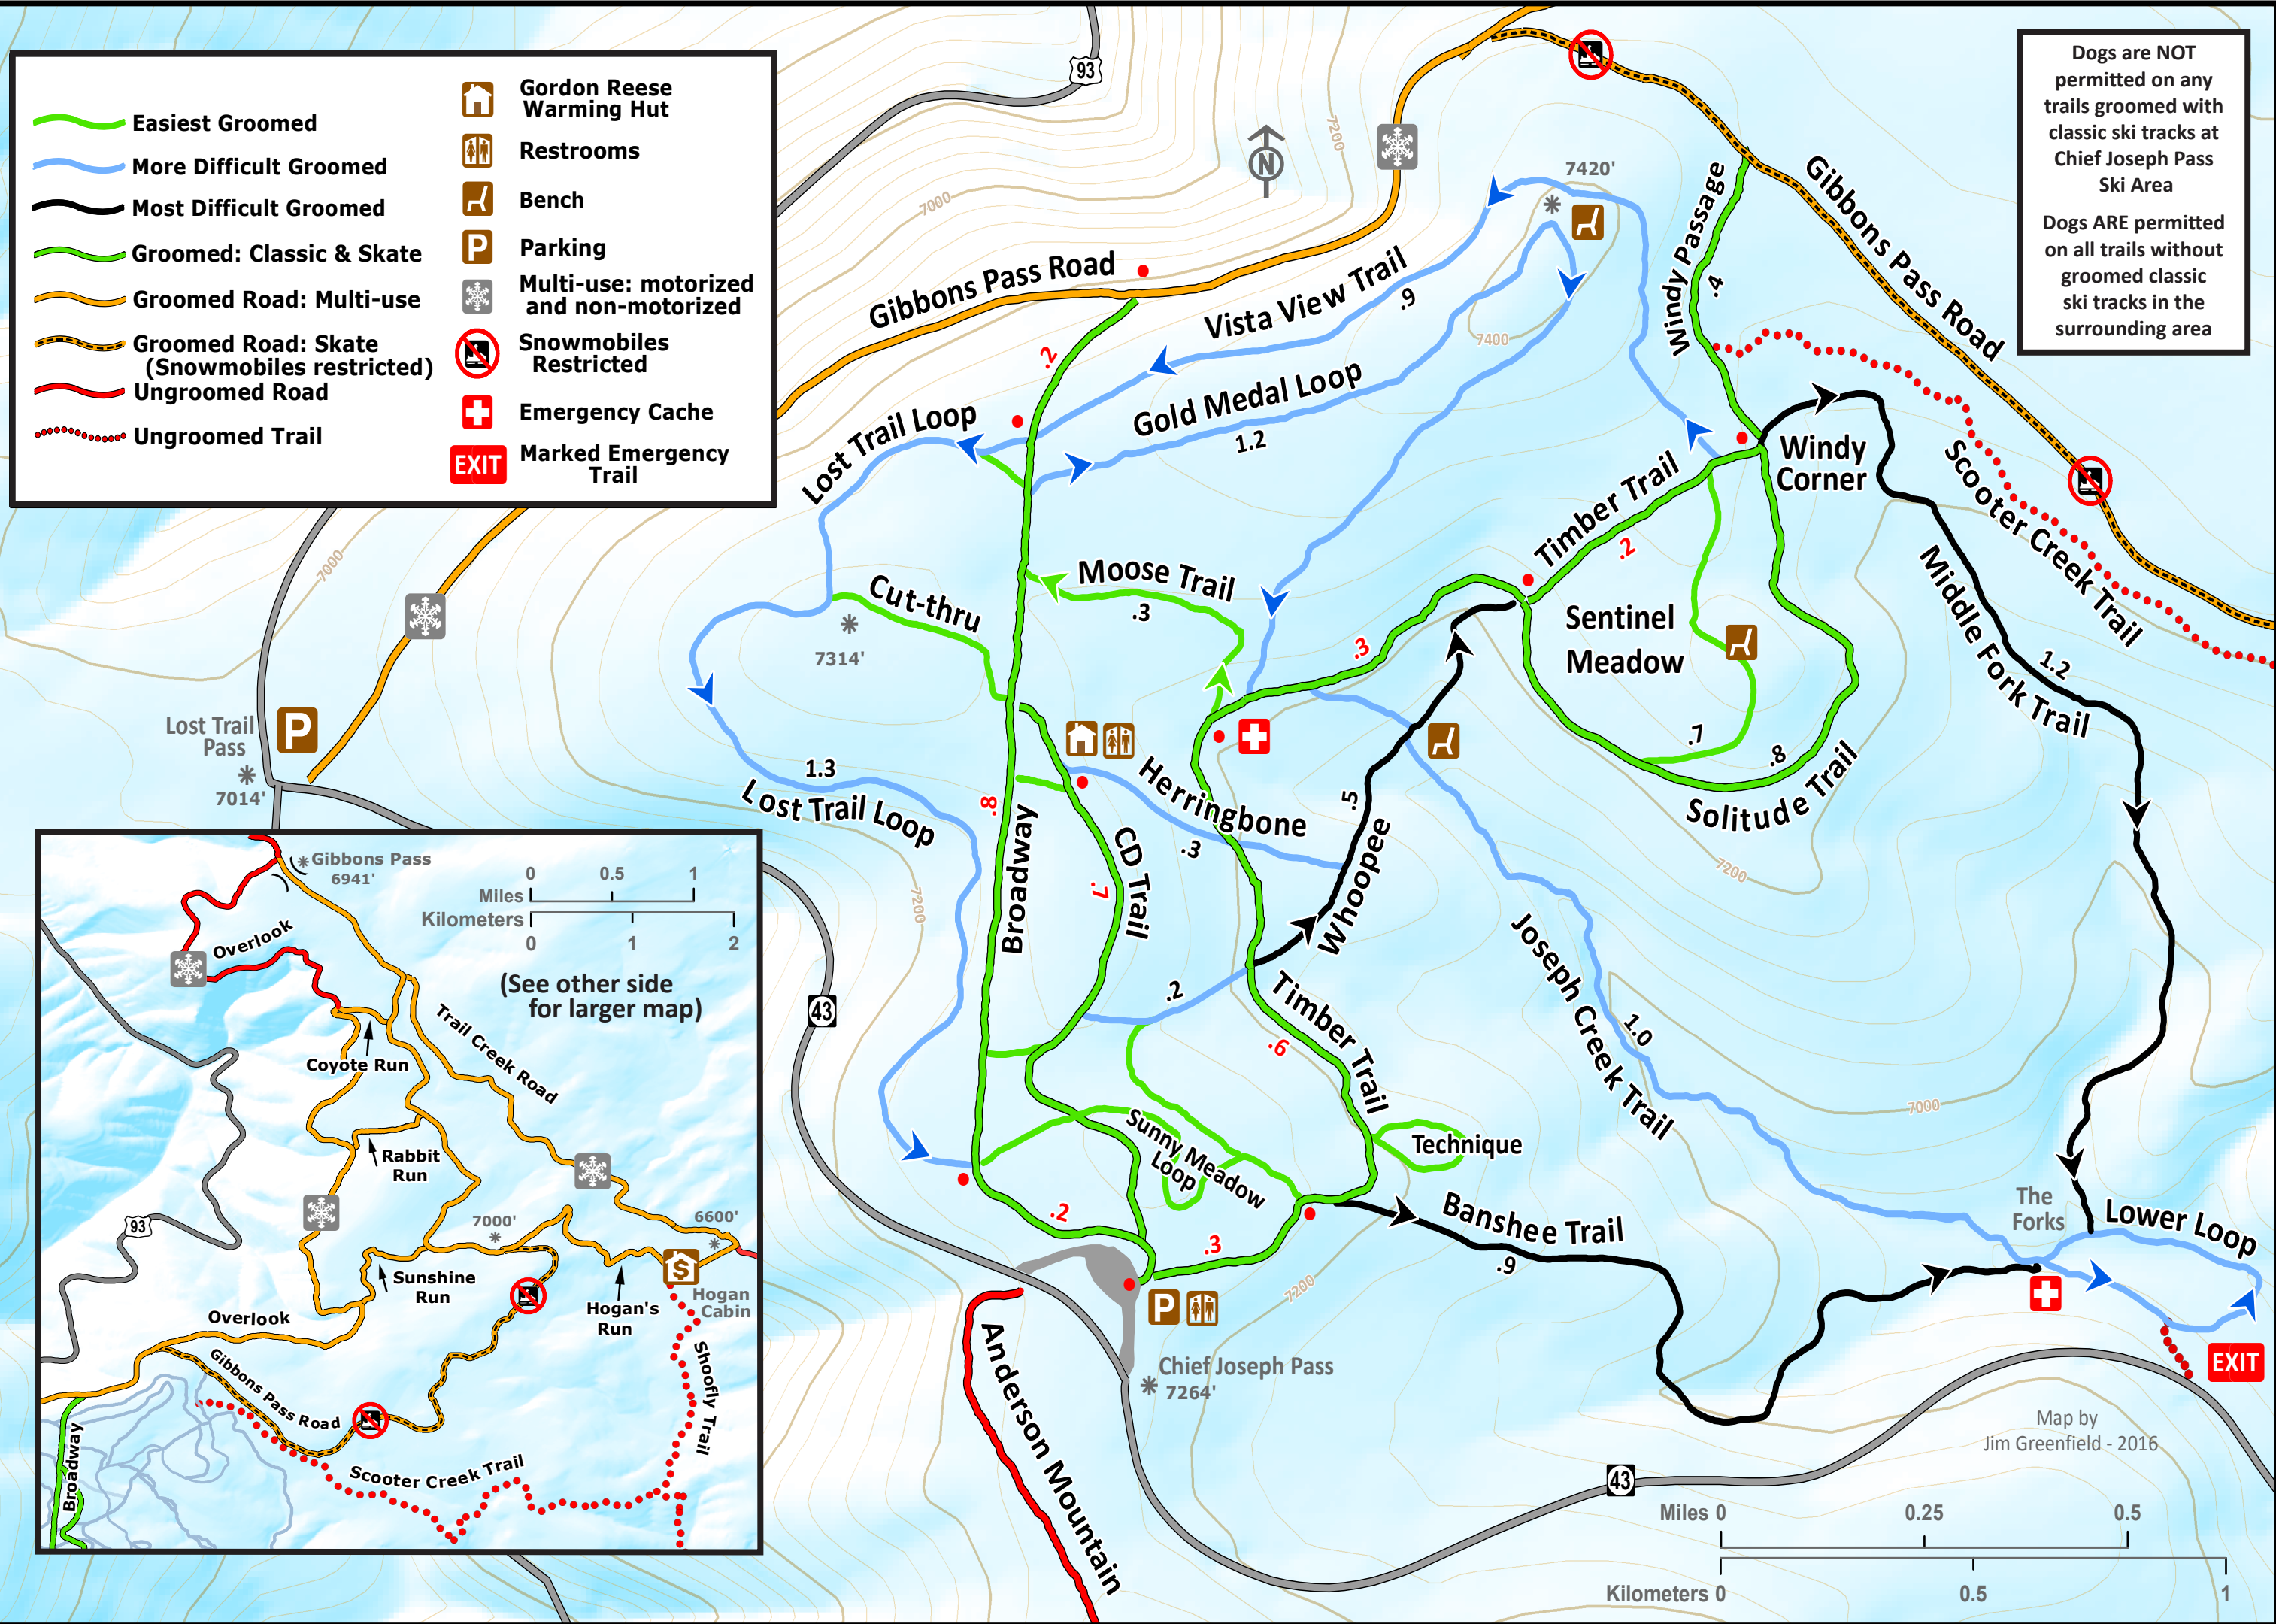 Easiest Groomed
More Difficult Groomed
Most Difficult Groomed
Groomed: Classic & Skate
Groomed Road: Multi-use
Groomed Road: Skate
(Snowmobiles restricted)
Ungroomed Road
Ungroomed Trail
Gordon Reese
Warming Hut
Restrooms
Bench
P
Parking
Multi-use: motorized
and non-motorized
Snowmobiles
Restricted
Emergency Cache
EXIT
Marked Emergency
Trail
Dogs are NOT
permitted on any
trails groomed with
classic ski tracks at
Chief Joseph Pass
Ski Area
Dogs ARE permitted
on all trails without
groomed classic
ski tracks in the
surrounding area
93
N
7000
7200
7420'
7400
Gibbons Pass Road
Vista View Trail
.9
Gold Medal Loop
1.2
Windy Passage
.4
Gibbons Pass Road
.2
Lost Trail Loop
Windy
Corner
Scooter Creek Trail
Timber Trail
.2
Middle Fork Trail
1.2
Moose Trail
.3
Cut-thru
7314'
7000
.3
Sentinel
Meadow
.7
.8
Solitude Trail
Lost Trail
Pass
7014'
P
1.3
Lost Trail Loop
.8
Broadway
Herringbone
.3
CD Trail
.7
.5
Whoopee
7200
7200
Joseph Creek Trail
1.0
.2
Timber Trail
.6
7000
43
Sunny Meadow
Loop
Technique
.2
.3
Banshee Trail
.9
The
Forks
Lower Loop
EXIT
7200
P
Chief Joseph Pass
7264'
Anderson Mountain
43
Map by
Jim Greenfield - 2016
Miles 0
0.25
0.5
Kilometers 0
0.5
1
Gibbons Pass
6941'
0
0.5
1
Miles
Kilometers
0
1
2
(See other side
for larger map)
Overlook
Trail Creek Road
Coyote Run
Rabbit
Run
93
7000'
6600'
Sunshine
Run
Hogan's
Run
$
Hogan
Cabin
Overlook
Gibbons Pass Road
Shoofly Trail
Broadway
Scooter Creek Trail